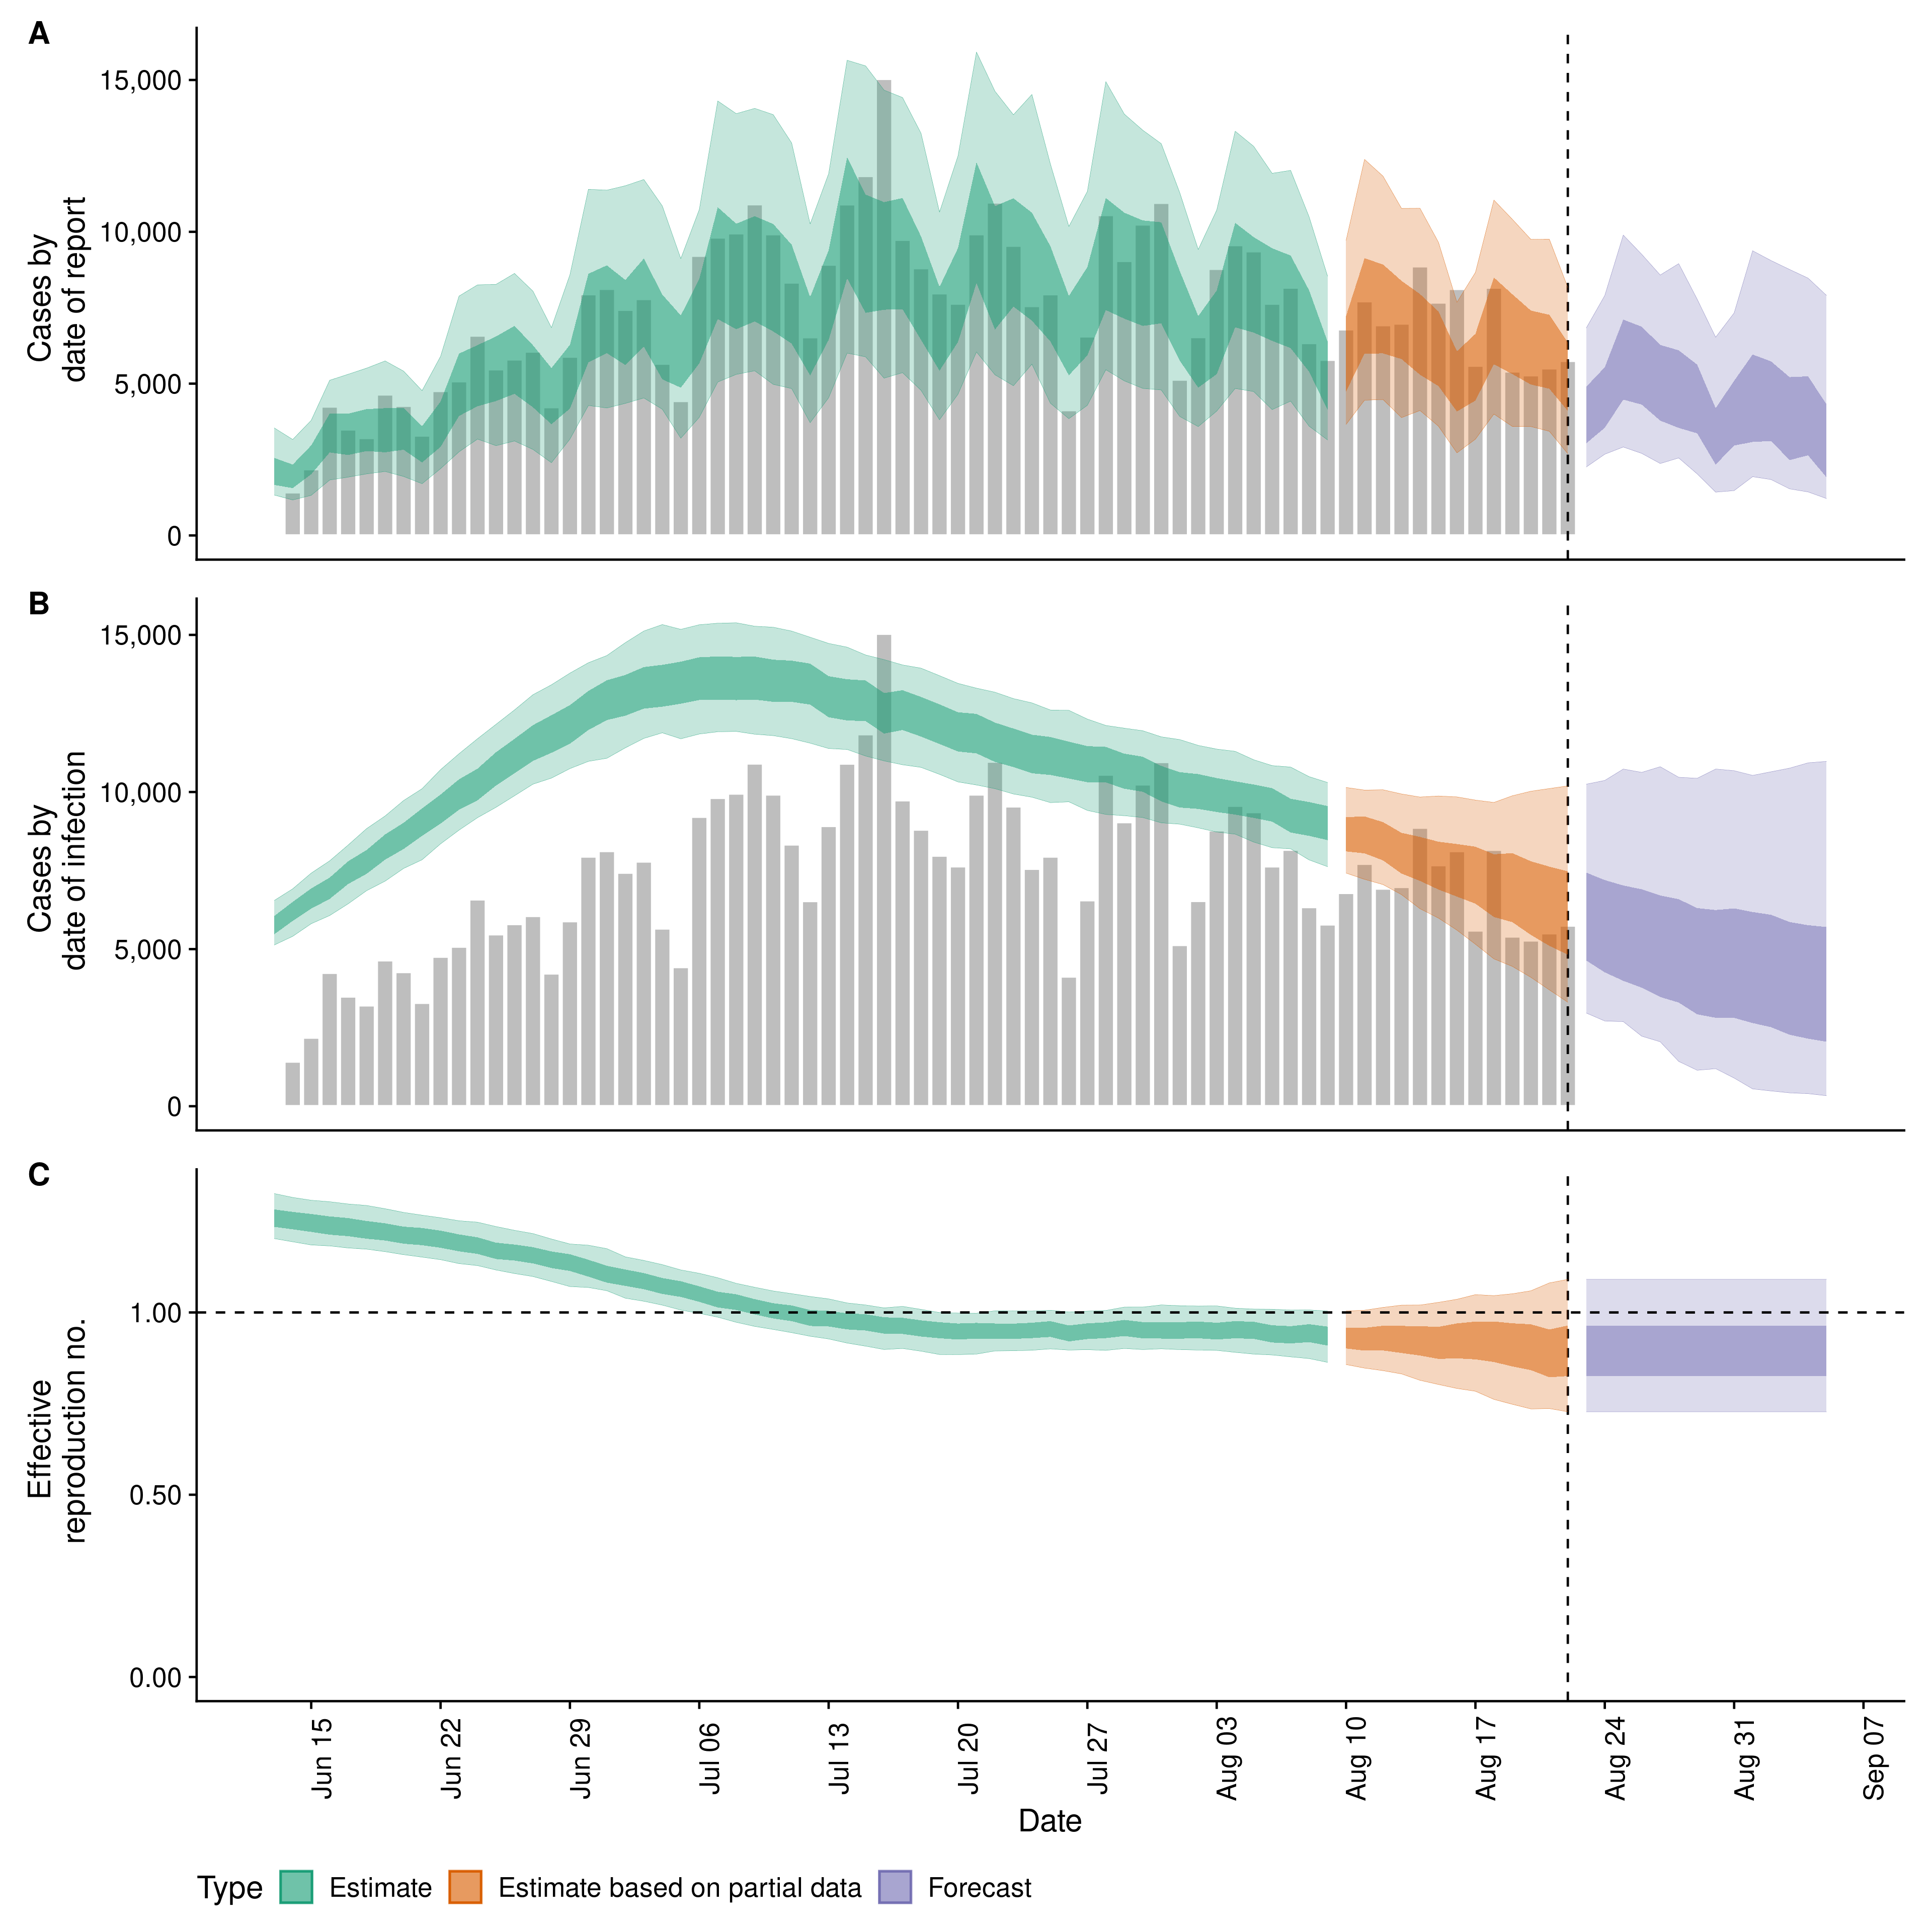 A
Cases by
date of report
15,000
10,000
5,000
0
B
Cases by
date of infection
15,000
10,000
5,000
0
C
Effective
reproduction no.
1.00
0.50
0.00
Jun 15
Jun 22
Jun 29
Jul 06
Jul 13
Jul 20
Jul 27
Aug 03
Aug 10
Aug 17
Aug 24
Aug 31
Sep 07
Date
Type
Estimate
Estimate based on partial data
Forecast